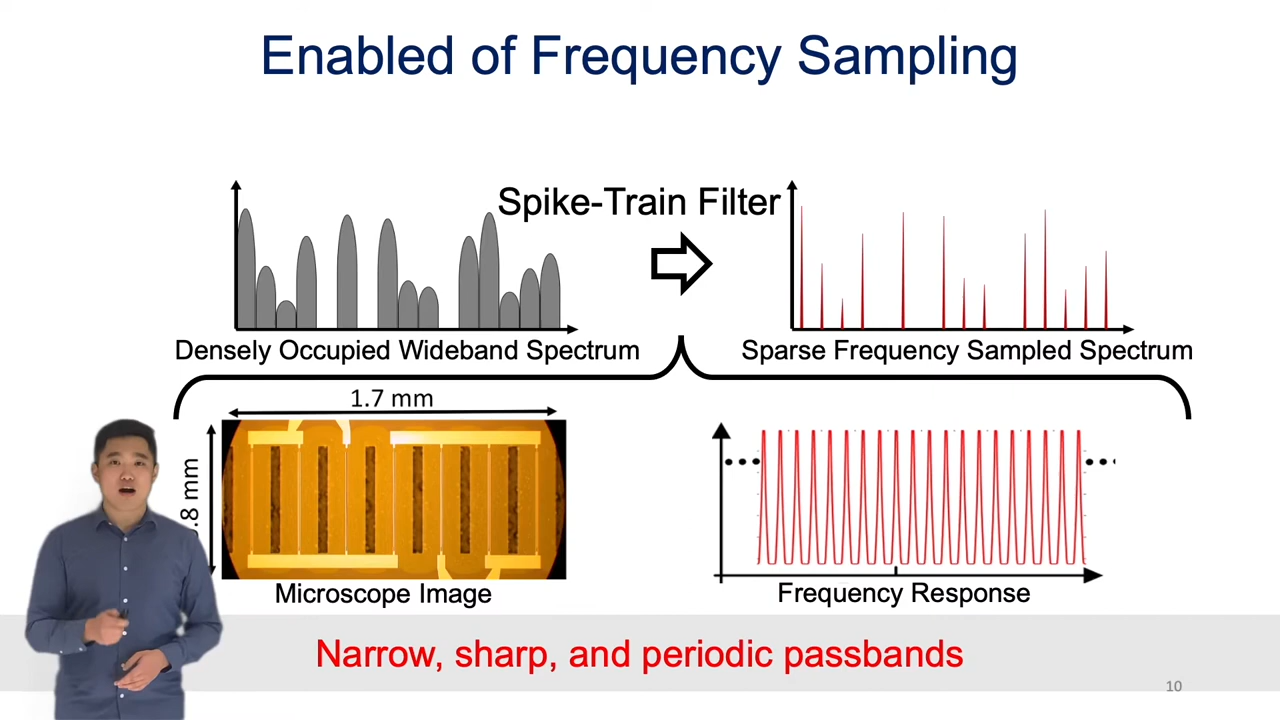 Enabled of Frequency Sampling
Spike-Train Filter
Densely Occupied Wideband Spectrum
Sparse Frequency Sampled Spectrum
1.7 mm
.8 mm
Microscope Image
Frequency Response
Narrow, sharp, and periodic passbands
10